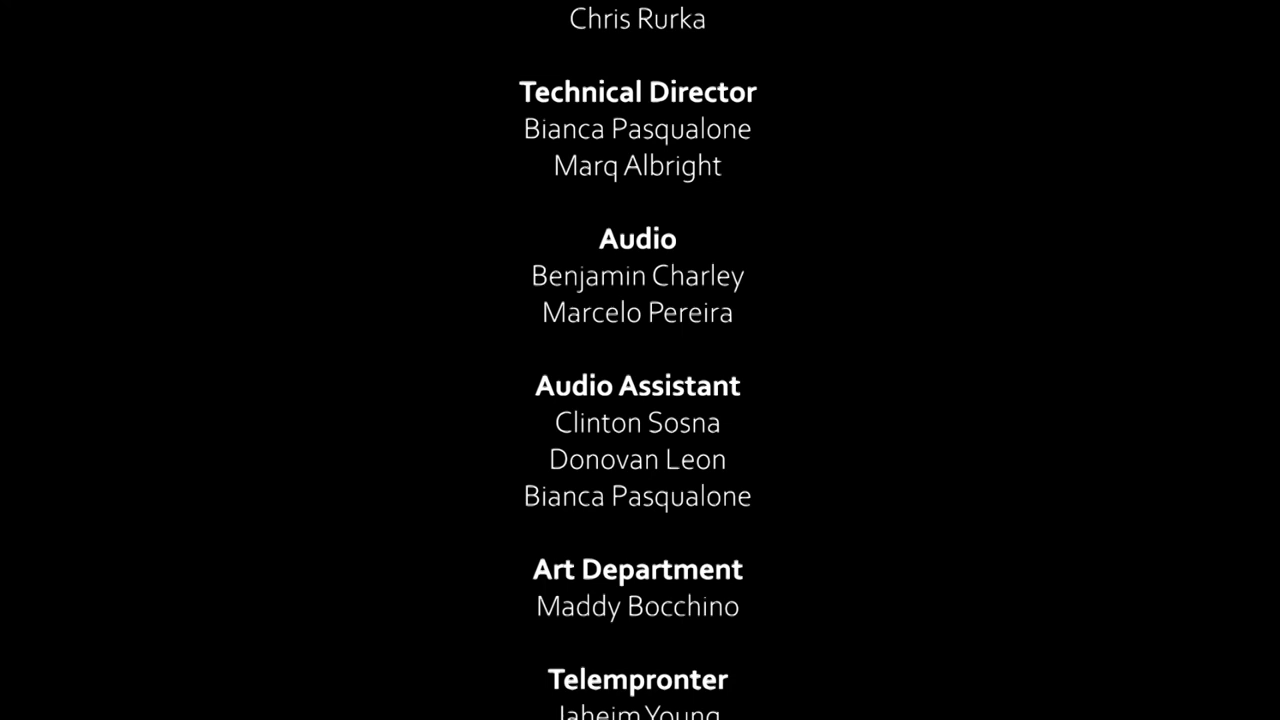 Chris Rurka
Technical Director
Bianca Pasqualone
Marq Albright
Audio
Benjamin Charley
Marcelo Pereira
Audio Assistant
Clinton Sosna
Donovan Leon
Bianca Pasqualone
Art Department
Maddy Bocchino
Telempronter
Jaheim Young